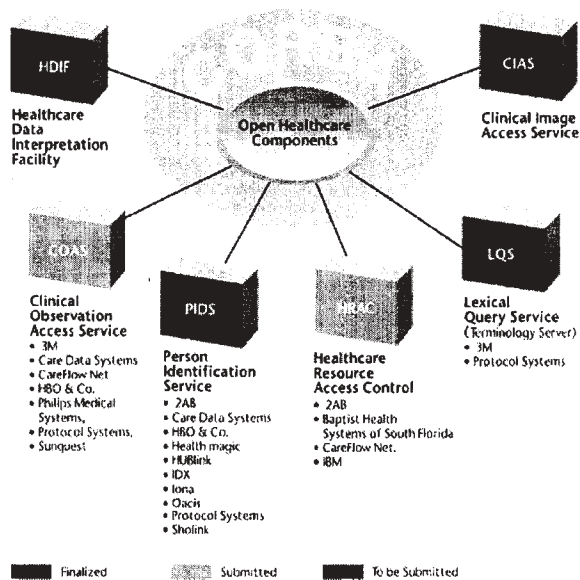 HDIF
Healthcare
Data
Interpretation
Facility
CIAS
Clinical Image
Access Service
Open Healthcare
Components
COAS
Clinical
Observation
Access Service
• 3M
• Care Data Systems
• CareFlow Net
• HBO & Co.
• Philips Medical
Systems,
• Protocol Systems,
• Sunquest
PIDS
Person
Identification
Service
• 2AB
• Care Data Systems
• HBO & Co.
• Health magic
• HUBlink
• IDX
• Iona
• Oacis
• Protocol Systems
• Sholink
HRAC
Healthcare
Resource
Access Control
• 2AB
• Baptist Health
Systems of South Florida
• CareFlow Net.
• IBM
LQS
Lexical
Query Service
(Terminology Server)
• 3M
• Protocol Systems
Finalized
Submitted
To be Submitted